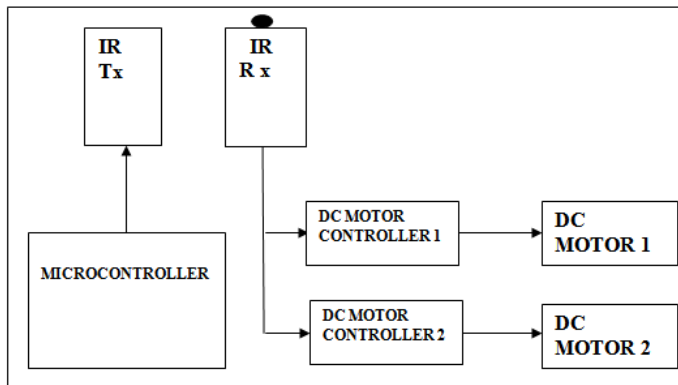 IR
Tx
IR
R x
DC MOTOR
CONTROLLER 1
DC
MOTOR 1
MICROCONTROLLER
DC MOTOR
CONTROLLER 2
DC
MOTOR 2